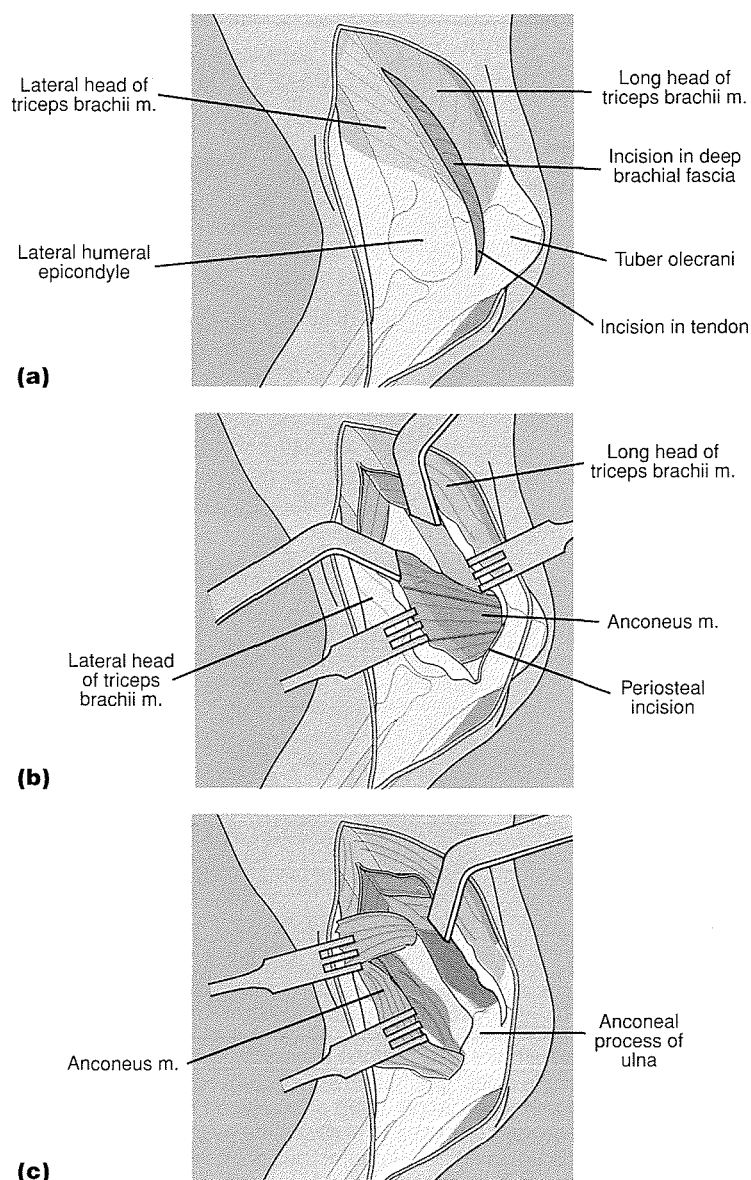 Lateral head of
triceps brachii m.
Long head of
triceps brachii m.
Incision in deep
brachial fascia
Lateral humeral
epicondyle
Tuber olecrani
Incision in tendon
(a)
Long head of
triceps brachii m.
Anconeus m.
Lateral head
of triceps
brachii m.
Periosteal
incision
(b)
Anconeus m.
Anconeal
process of
ulna
(c)